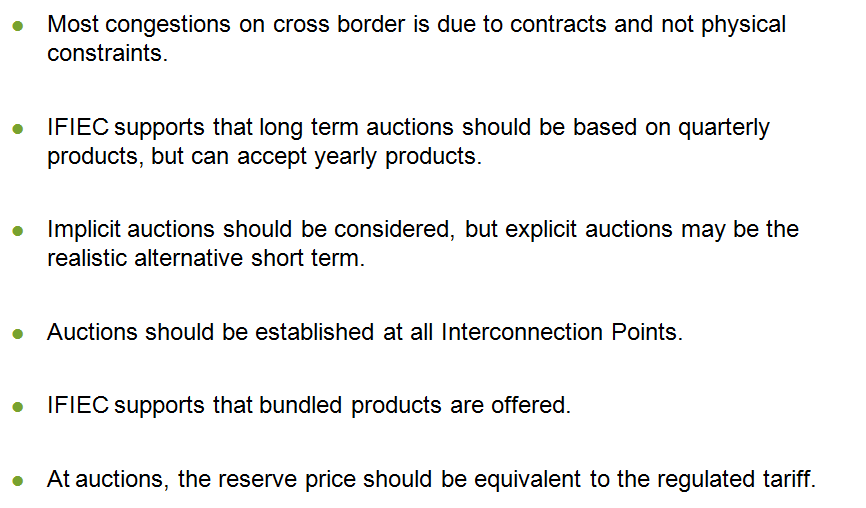 Most congestions on cross border is due to contracts and not physical
constraints.
IFIEC supports that long term auctions should be based on quarterly
products, but can accept yearly products.
Implicit auctions should be considered, but explicit auctions may be the
realistic alternative short term.
Auctions should be established at all Interconnection Points.
IFIEC supports that bundled products are offered.
At auctions, the reserve price should be equivalent to the regulated tariff.